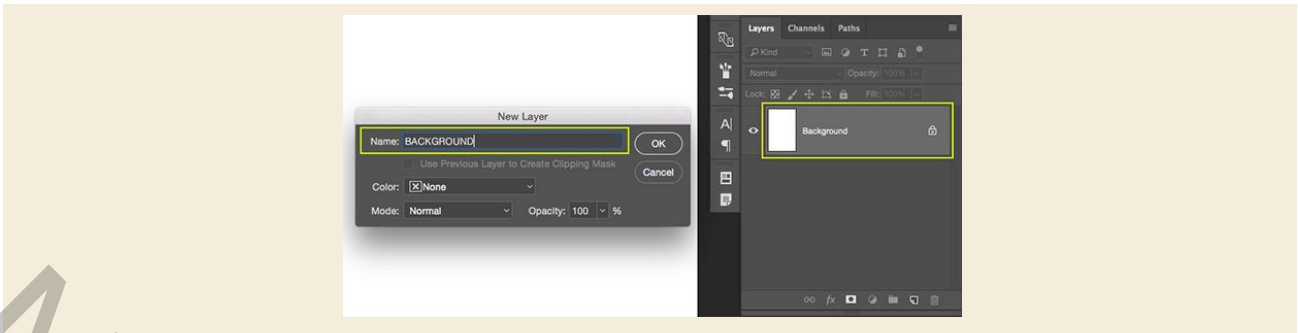 New Layer
Name: BACKGROUND
OK
Use Previous Layer to Create Clipping Mask
Cancel
Color: None
Mode: Normal Opacity: 100 %
Layers Channels Paths
Kind
Normal Opacity: 100%
Lock: Fill: 100%
Background
fx